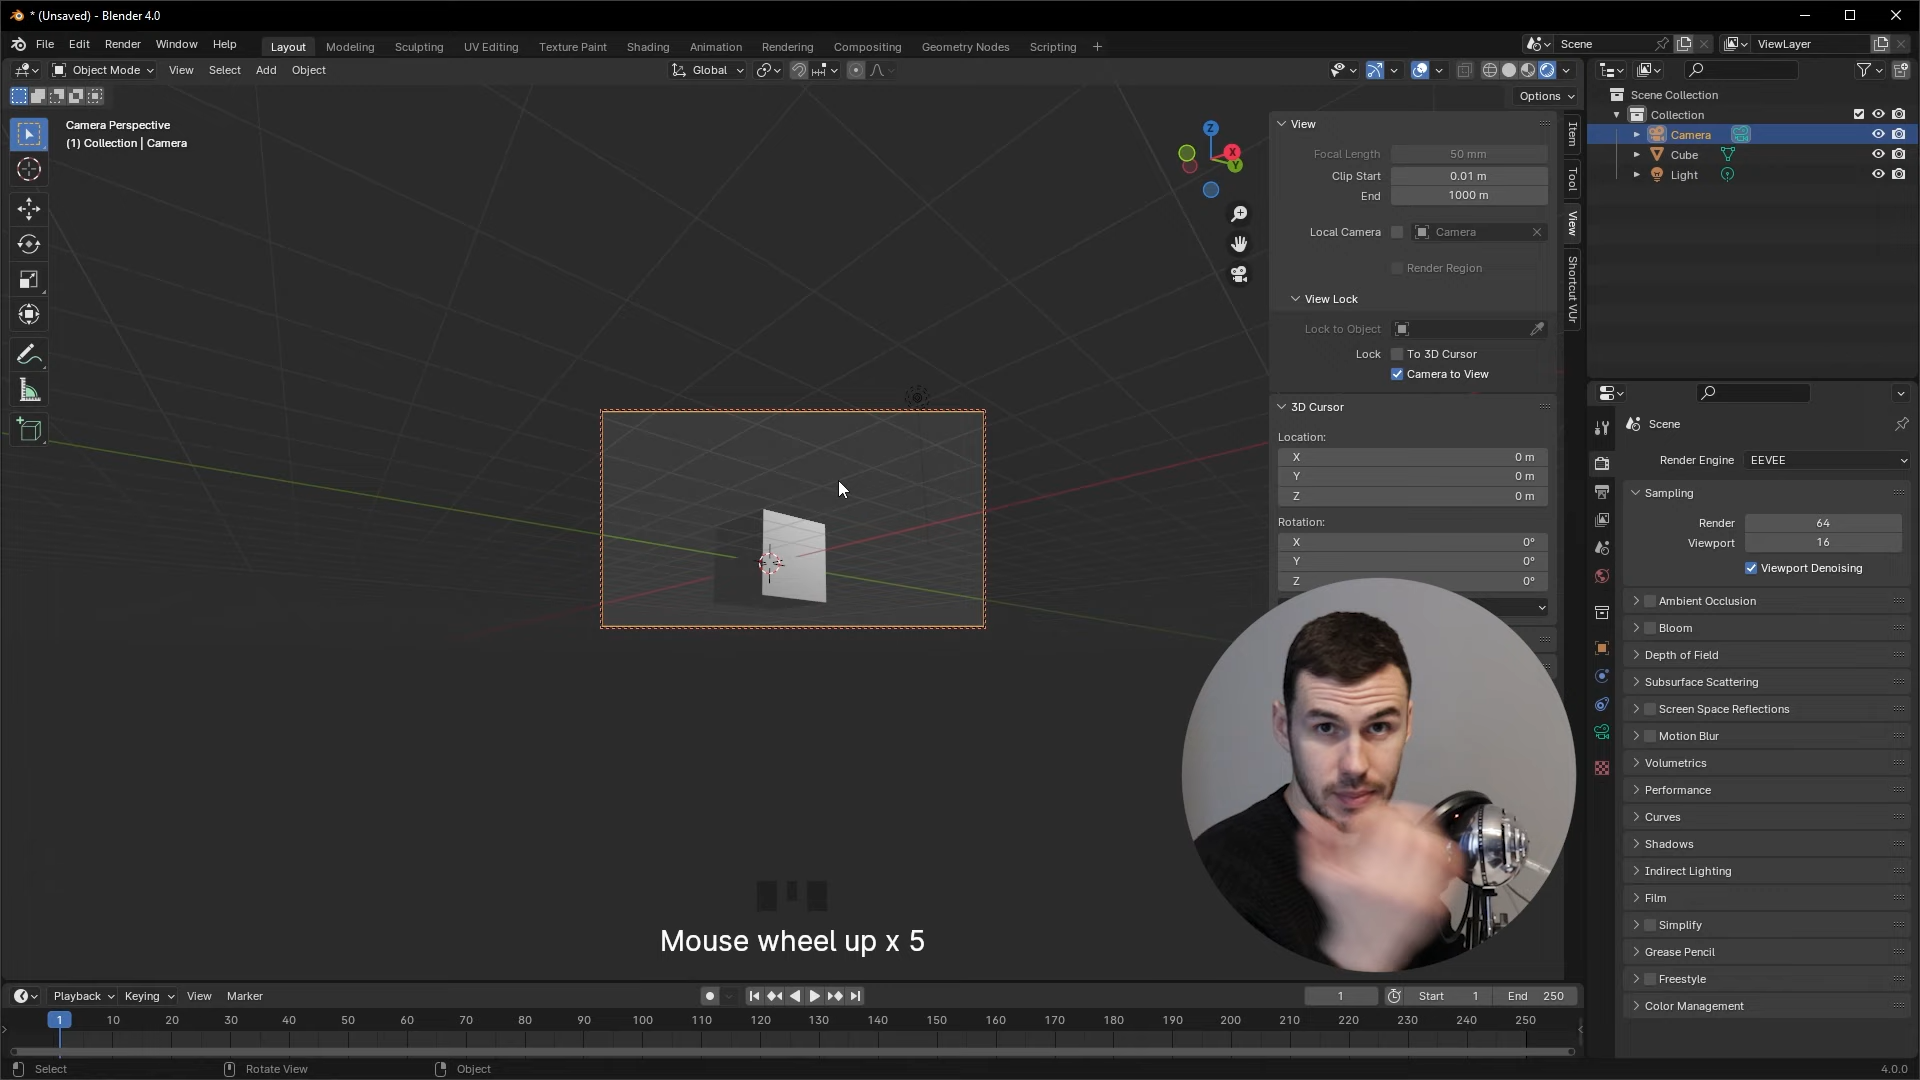 * (Unsaved) - Blender 4.0
File Edit Render Window Help Layout Modeling Sculpting UV Editing Texture Paint Shading Animation Rendering Compositing Geometry Nodes Scripting + Scene ViewLayer
Object Mode View Select Add Object Global
Options
Camera Perspective
(1) Collection | Camera
Z
X
Y
View
Focal Length 50 mm
Clip Start 0.01 m
End 1000 m
Local Camera Camera
Render Region
View Lock
Lock to Object
Lock To 3D Cursor
Camera to View
3D Cursor
Location:
X 0 m
Y 0 m
Z 0 m
Rotation:
X 0°
Y 0°
Z 0°
Item
Tool
View
Shortcut VUr
Scene Collection
Collection
Camera
Cube
Light
Scene
Render Engine EEVEE
Sampling
Render 64
Viewport 16
Viewport Denoising
Ambient Occlusion
Bloom
Depth of Field
Subsurface Scattering
Screen Space Reflections
Motion Blur
Volumetrics
Performance
Curves
Shadows
Indirect Lighting
Film
Simplify
Grease Pencil
Freestyle
Color Management
Mouse wheel up x 5
Playback Keying View Marker 1 Start 1 End 250
1 10 20 30 40 50 60 70 80 90 100 110 120 130 140 150 160 170 180 190 200 210 220 230 240 250
Select Rotate View Object 4.0.0